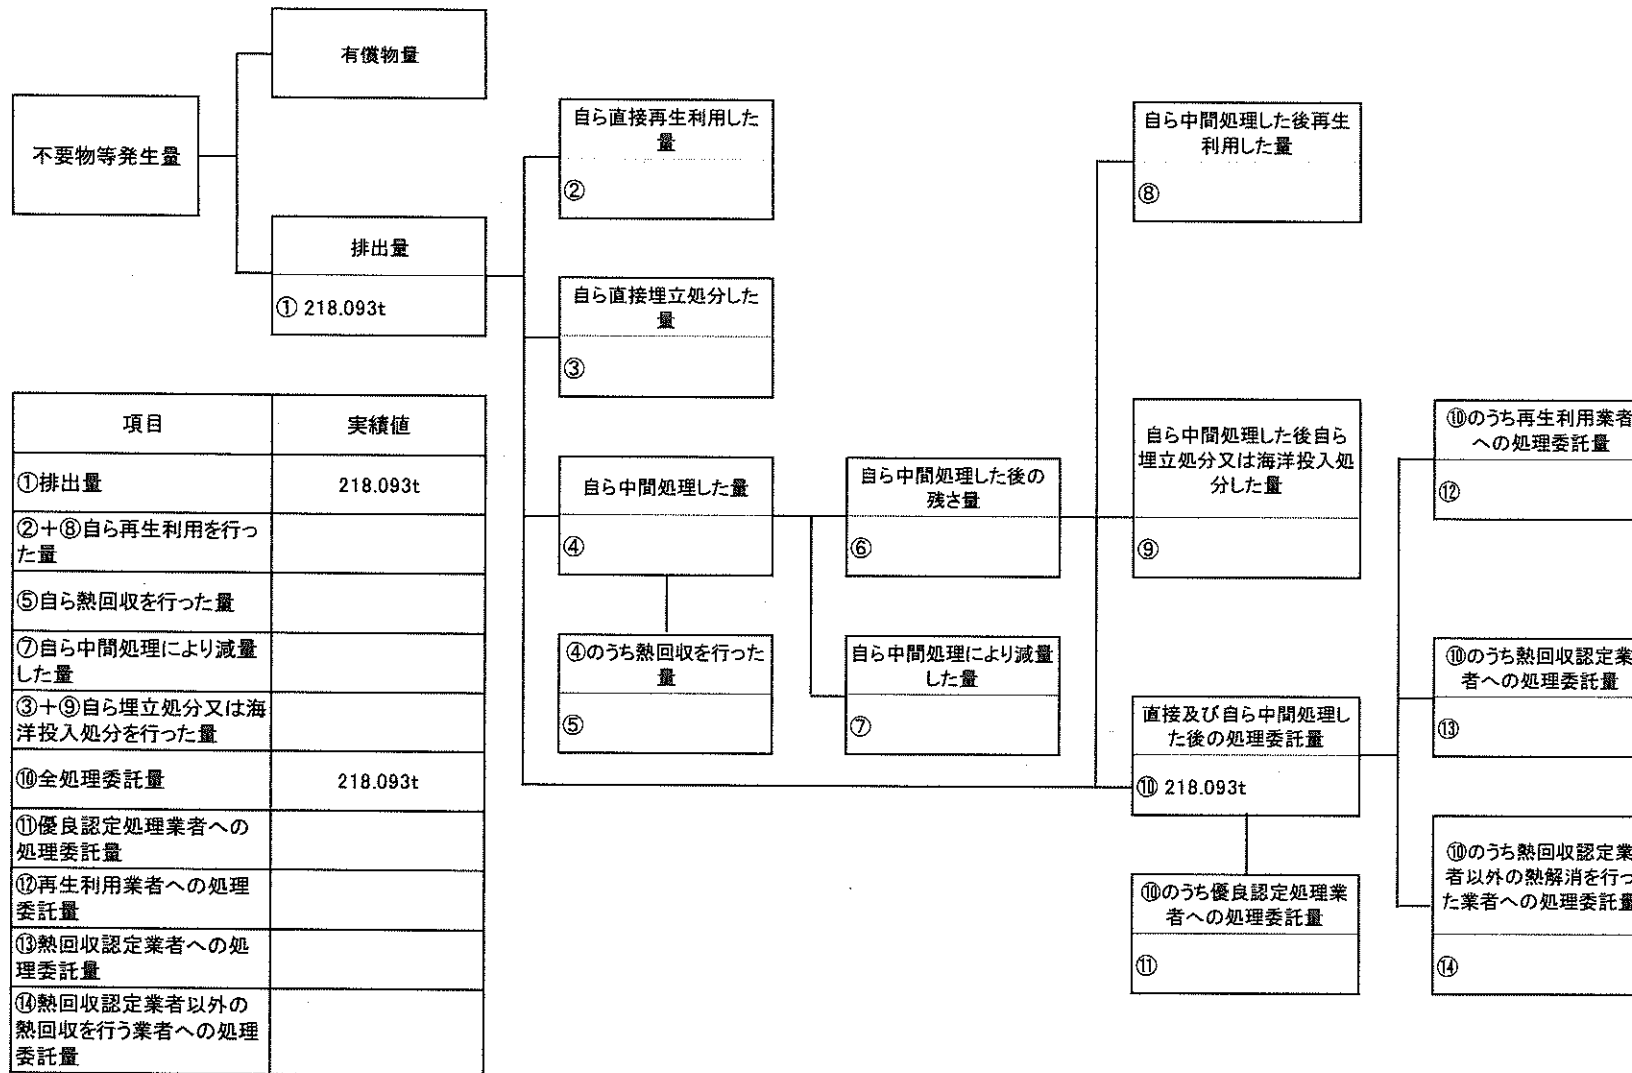 有償物量
不要物等発生量
排出量
① 218.093t
自ら直接再生利用した
量
②
自ら直接埋立処分した
量
③
自ら中間処理した量
④
④のうち熱回収を行った
量
⑤
自ら中間処理した後の
残さ量
⑥
自ら中間処理により減量
した量
⑦
自ら中間処理した後再生
利用した量
⑧
自ら中間処理した後自ら
埋立処分又は海洋投入処
分した量
⑨
直接及び自ら中間処理し
た後の処理委託量
⑩ 218.093t
⑩のうち優良認定処理業
者への処理委託量
⑪
⑩のうち再生利用業者
への処理委託量
⑫
⑩のうち熱回収認定業
者への処理委託量
⑬
⑩のうち熱回収認定業
者以外の熱解消を行っ
た業者への処理委託量
⑭
項目 実績値
①排出量 218.093t
②+⑧自ら再生利用を行っ
た量
⑤自ら熱回収を行った量
⑦自ら中間処理により減量
した量
③+⑨自ら埋立処分又は海
洋投入処分を行った量
⑩全処理委託量 218.093t
⑪優良認定処理業者への
処理委託量
⑫再生利用業者への処理
委託量
⑬熱回収認定業者への処
理委託量
⑭熱回収認定業者以外の
熱回収を行う業者への処理
委託量